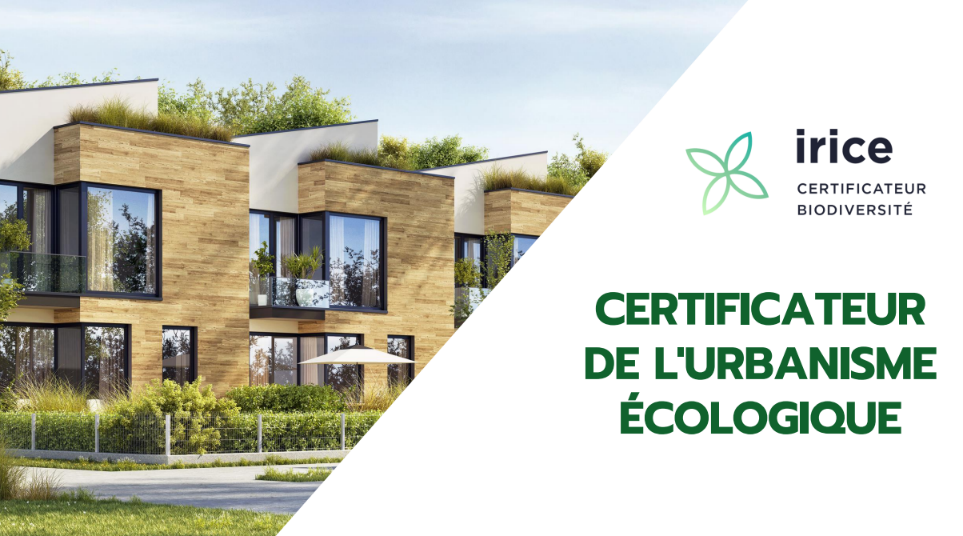 irice
CERTIFICATEUR
BIODIVERSITÉ
CERTIFICATEUR
DE L'URBANISME
ÉCOLOGIQUE